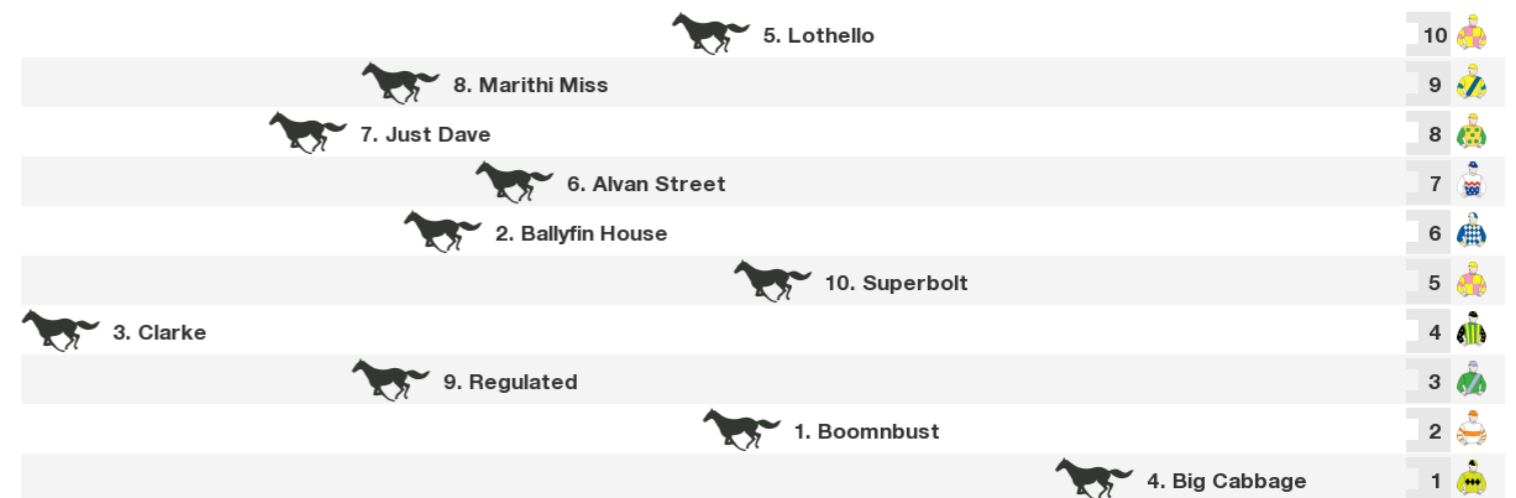 5. Lothello 10
8. Marithi Miss 9
7. Just Dave 8
6. Alvan Street 7
2. Ballyfin House 6
10. Superbolt 5
3. Clarke 4
9. Regulated 3
1. Boomnbust 2
4. Big Cabbage 1